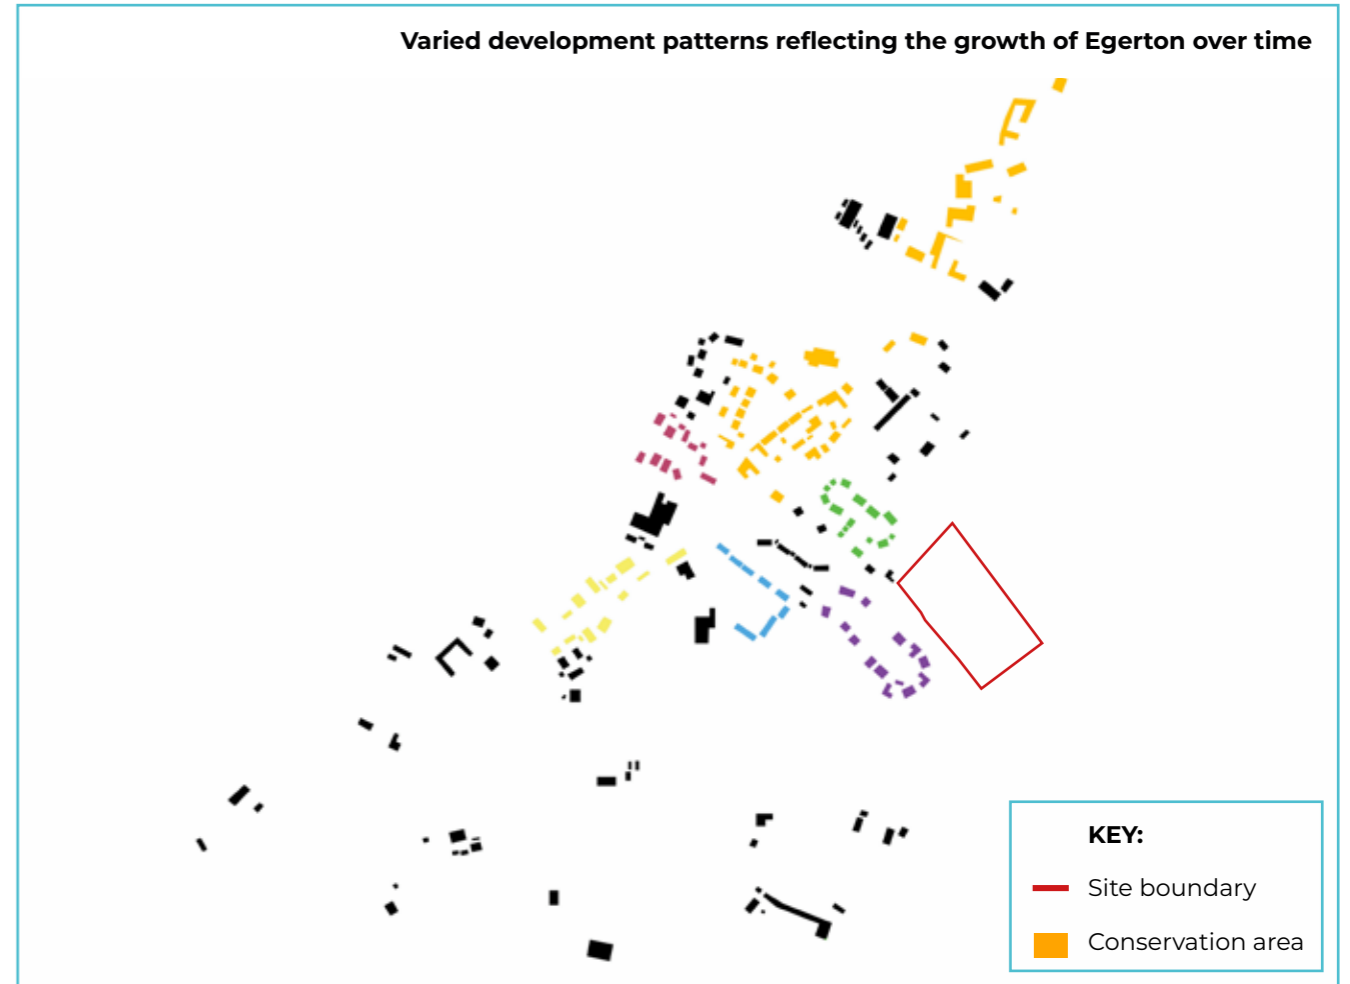 Varied development patterns reflecting the growth of Egerton over time
KEY:
Site boundary
Conservation area